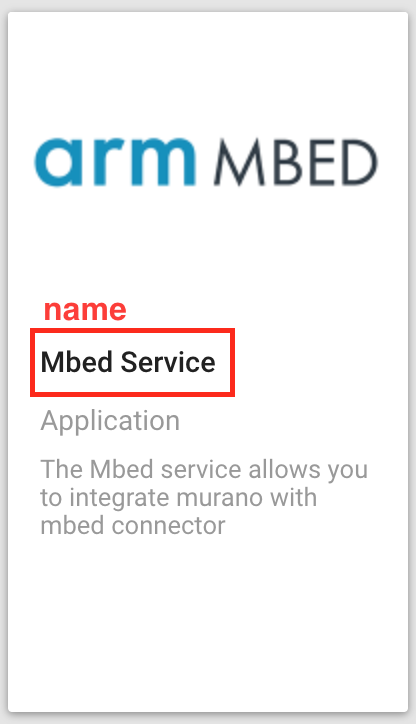 arm MBED
name
Mbed Service
Application
The Mbed service allows you
to integrate murano with
mbed connector